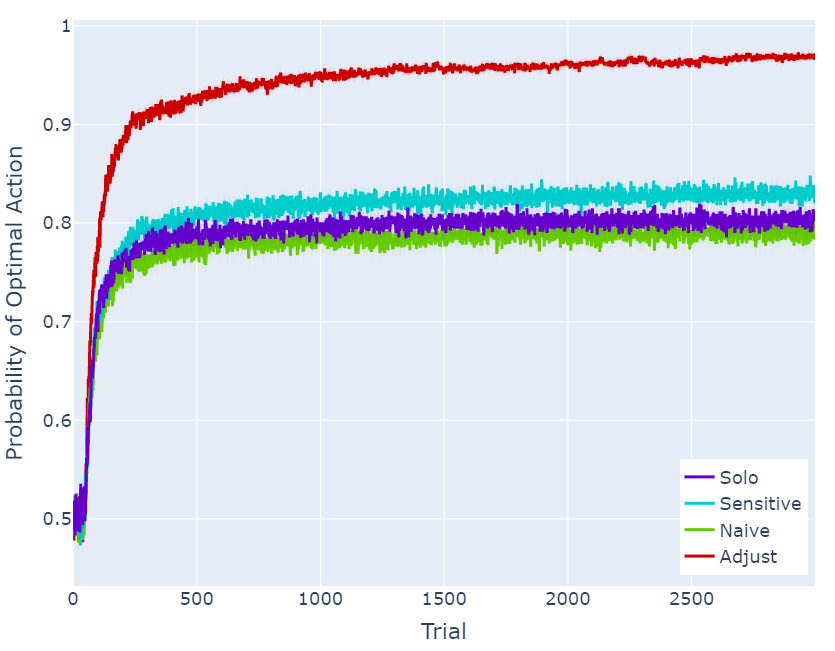 1
0.9
0.8
0.7
0.6
0.5
Probability of Optimal Action
0 500 1000 1500 2000 2500
Trial
Solo
Sensitive
Naive
Adjust